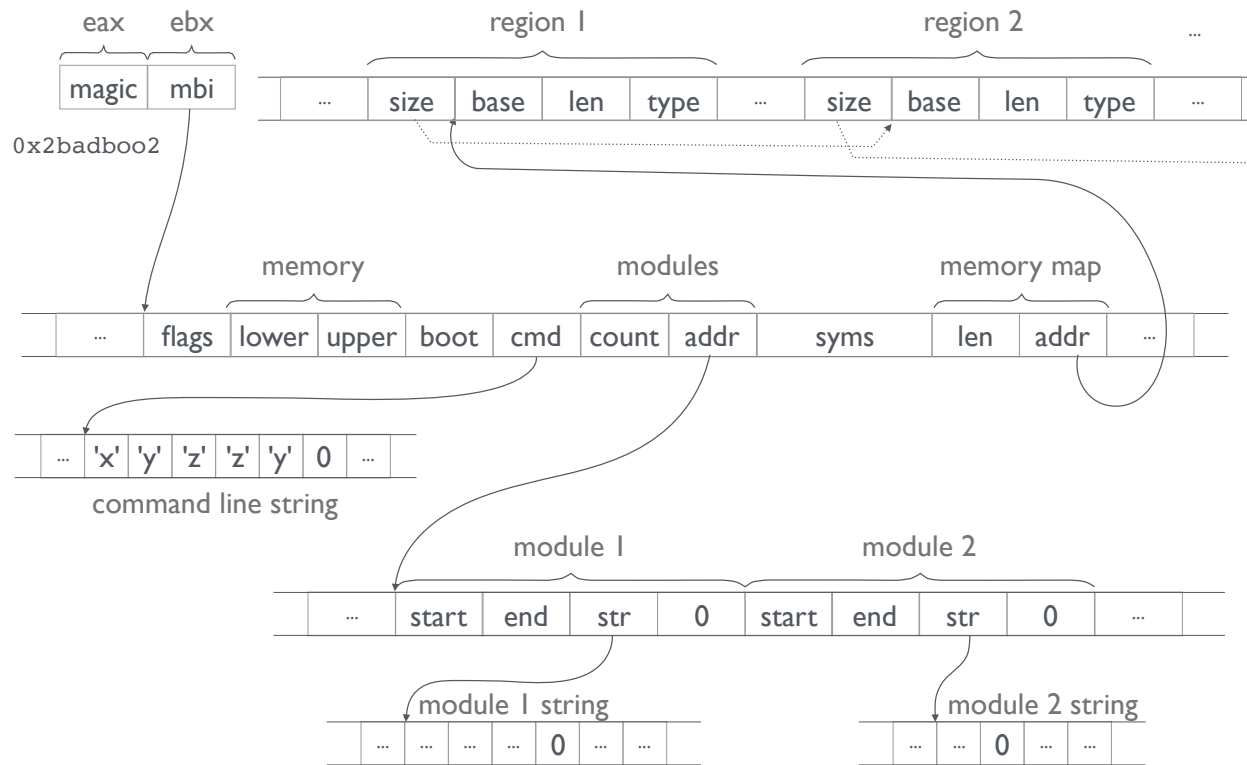 eax ebx region 1 region 2 ...
magic mbi ... size base len type ... size base len type ...
0x2badboo2
memory modules memory map
... flags lower upper boot cmd count addr syms len addr ...
... 'x' 'y' 'z' 'z' 'y' 0 ...
command line string
module 1 module 2
... start end str 0 start end str 0 ...
module 1 string module 2 string
... ... ... ... 0 ... ... ... ... 0 ... ...